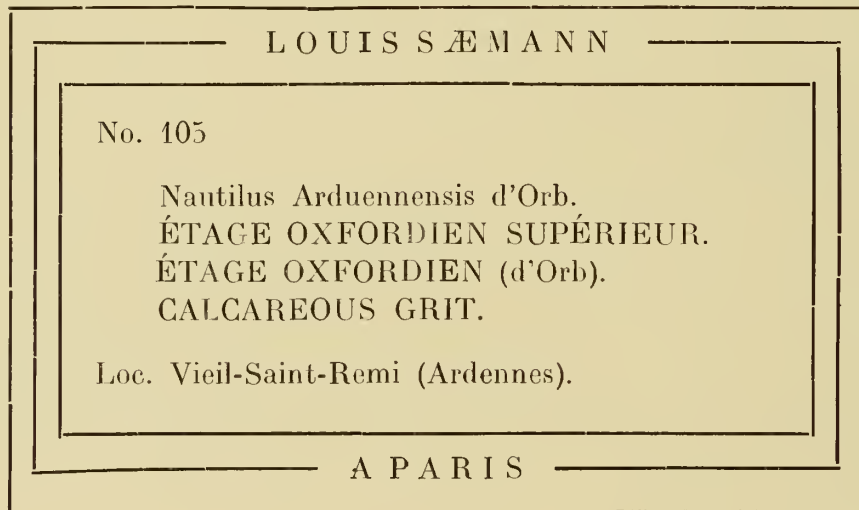 LOUIS SÆMANN
No. 105
Nautilus Arduennensis d'Orb.
ÉTAGE OXFORDIEN SUPÉRIEUR.
ÉTAGE OXFORDIEN (d'Orb).
CALCAREOUS GRIT.
Loc. Vieil-Saint-Remi (Ardennes).
A PARIS